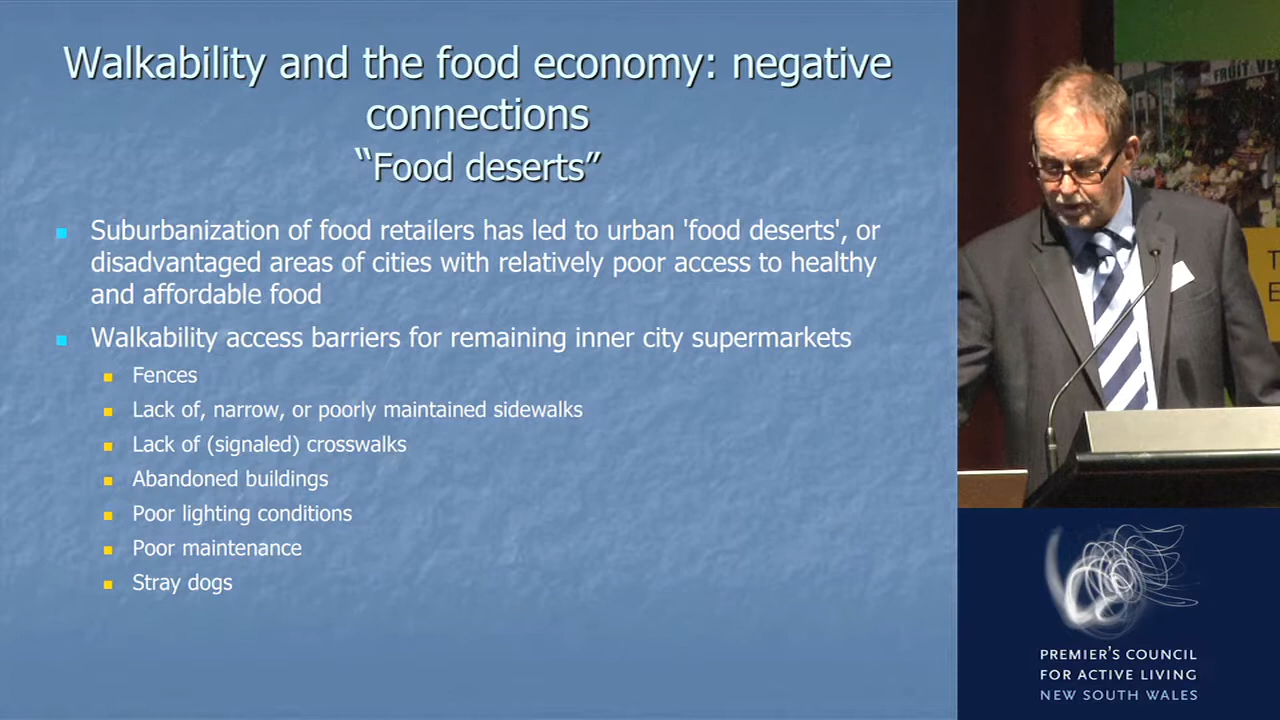 Walkability and the food economy: negative
connections
“Food deserts”
Suburbanization of food retailers has led to urban 'food deserts', or
disadvantaged areas of cities with relatively poor access to healthy
and affordable food
Walkability access barriers for remaining inner city supermarkets
Fences
Lack of, narrow, or poorly maintained sidewalks
Lack of (signaled) crosswalks
Abandoned buildings
Poor lighting conditions
Poor maintenance
Stray dogs
FRUIT
PREMIER'S COUNCIL
FOR ACTIVE LIVING
NEW SOUTH WALES